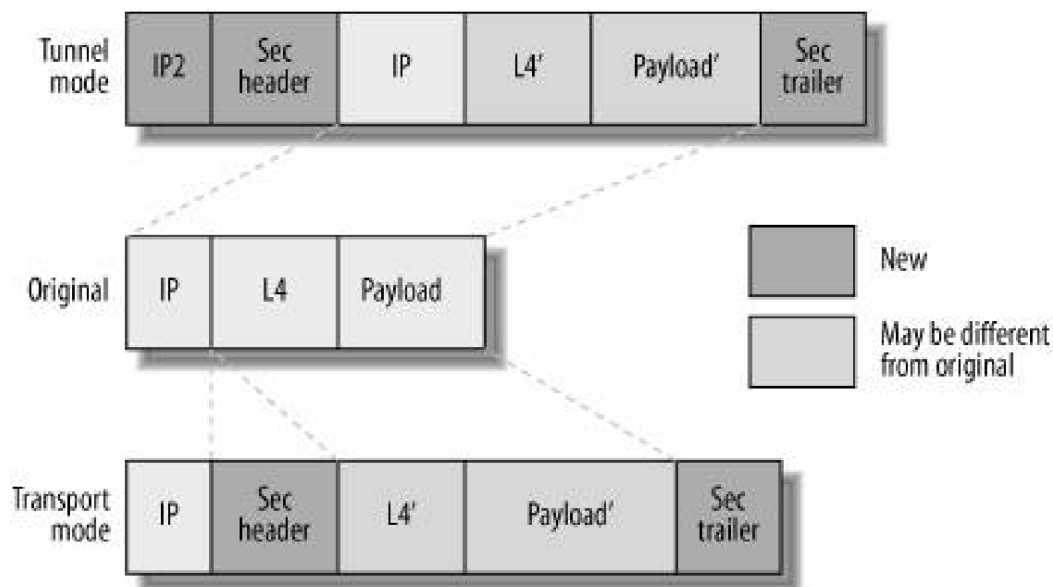 Tunnel
mode
IP2
Sec
header
IP
L4’
Payload’
Sec
trailer
Original
IP
L4
Payload
New
May be different
from original
Transport
mode
IP
Sec
header
L4’
Payload’
Sec
trailer